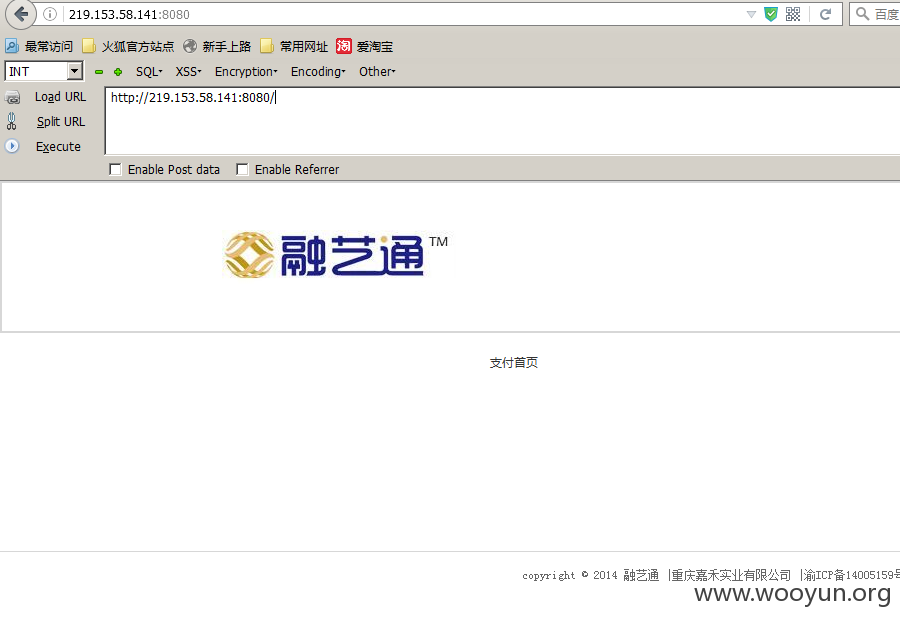 219.153.58.141:8080
百度
最常访问 火狐官方站点 新手上路 常用网址 淘 爱淘宝
INT SQL XSS Encryption Encoding Other
Load URL http://219.153.58.141:8080/
Split URL
Execute
Enable Post data Enable Referrer
融艺通 TM
支付首页
copyright © 2014 融艺通 |重庆嘉禾实业有限公司 |渝ICP备14005159号
www.wooyun.org